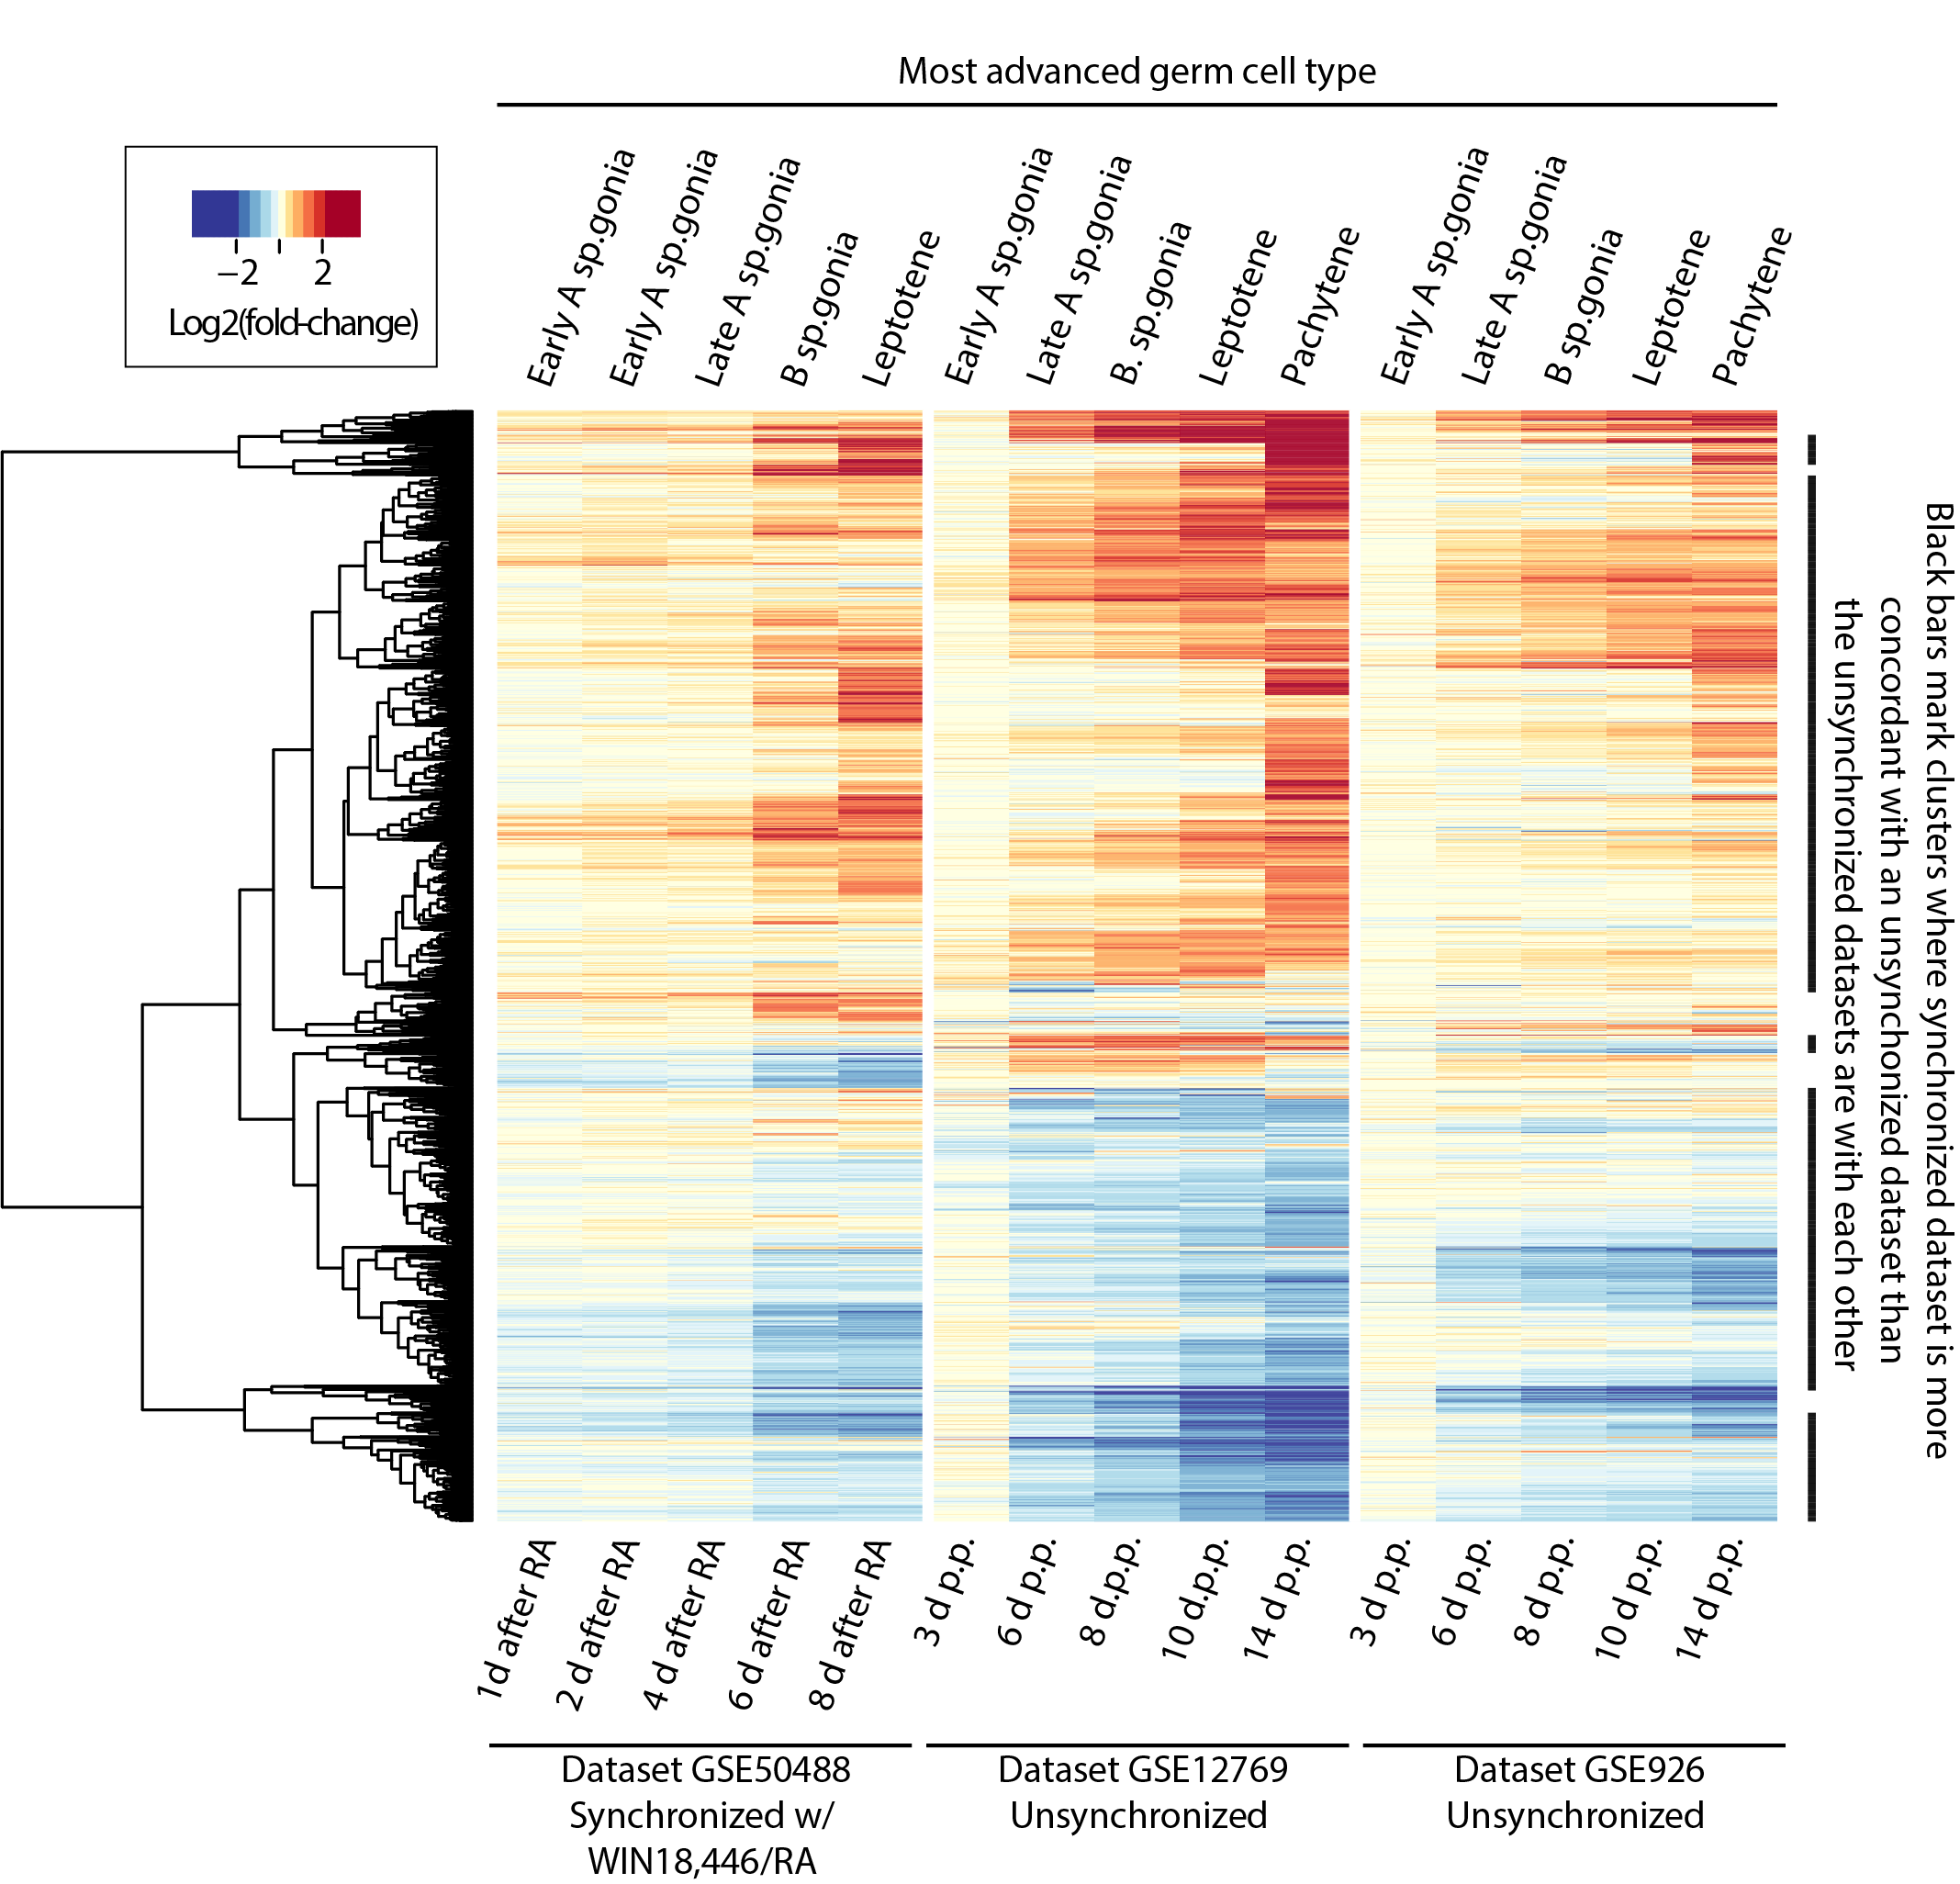 Most advanced germ cell type
−2 2
Log2(fold-change)
Early A sp.gonia
Early A sp.gonia
Late A sp.gonia
B sp.gonia
Leptotene
Early A sp.gonia
Late A sp.gonia
B. sp.gonia
Leptotene
Pachytene
Early A sp.gonia
Late A sp.gonia
B sp.gonia
Leptotene
Pachytene
Black bars mark clusters where synchronized dataset is more
concordant with an unsynchonized dataset than
the unsynchronized datasets are with each other
1d after RA
2 d after RA
4 d after RA
6 d after RA
8 d after RA
3 d p.p.
6 d p.p.
8 d.p.p.
10 d.p.p.
14 d p.p.
3 d p.p.
6 d p.p.
8 d p.p.
10 d p.p.
14 d p.p.
Dataset GSE50488
Synchronized w/
WIN18,446/RA
Dataset GSE12769
Unsynchronized
Dataset GSE926
Unsynchronized